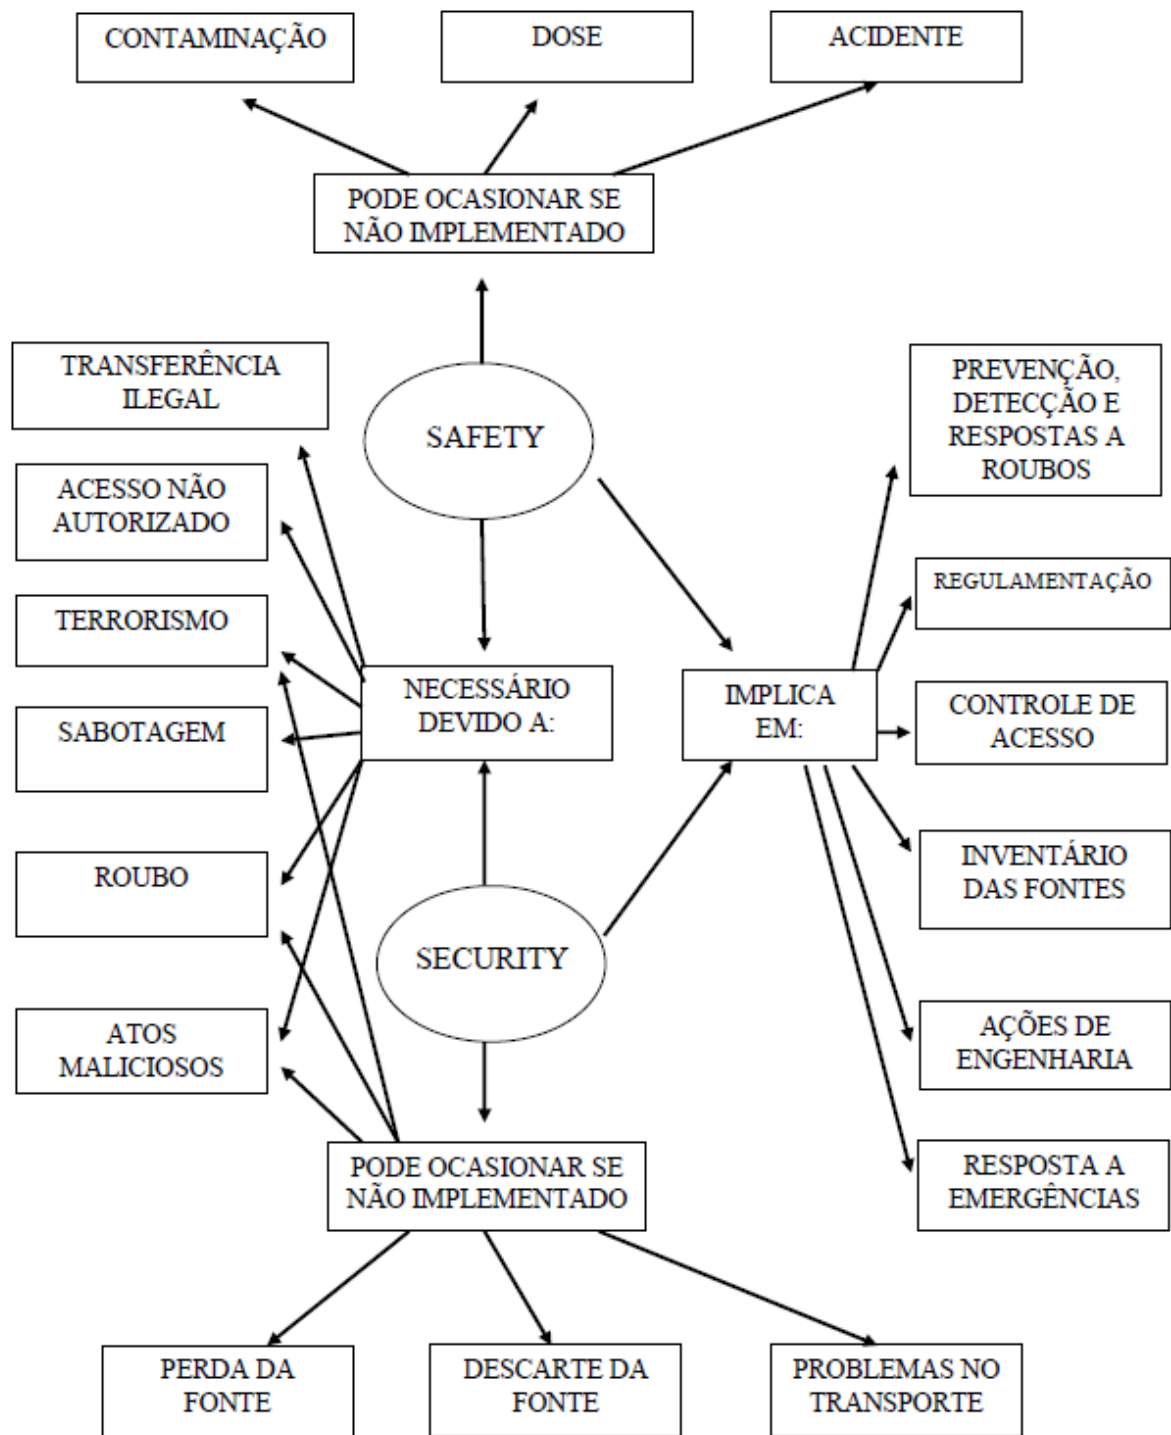 CONTAMINAÇÃO
DOSE
ACIDENTE
PODE OCASIONAR SE
NÃO IMPLEMENTADO
TRANSFERÊNCIA
ILEGAL
SAFETY
PREVENÇÃO,
DETECÇÃO E
RESPOSTAS A
ROUBOS
ACESSO NÃO
AUTORIZADO
REGULAMENTAÇÃO
TERRORISMO
NECESSÁRIO
DEVIDO A:
IMPLICA
EM:
CONTROLE DE
ACESSO
SABOTAGEM
ROUBO
INVENTÁRIO
DAS FONTES
SECURITY
ATOS
MALICIOSOS
AÇÕES DE
ENGENHARIA
PODE OCASIONAR SE
NÃO IMPLEMENTADO
RESPOSTA A
EMERGÊNCIAS
PERDA DA
FONTE
DESCARTE DA
FONTE
PROBLEMAS NO
TRANSPORTE